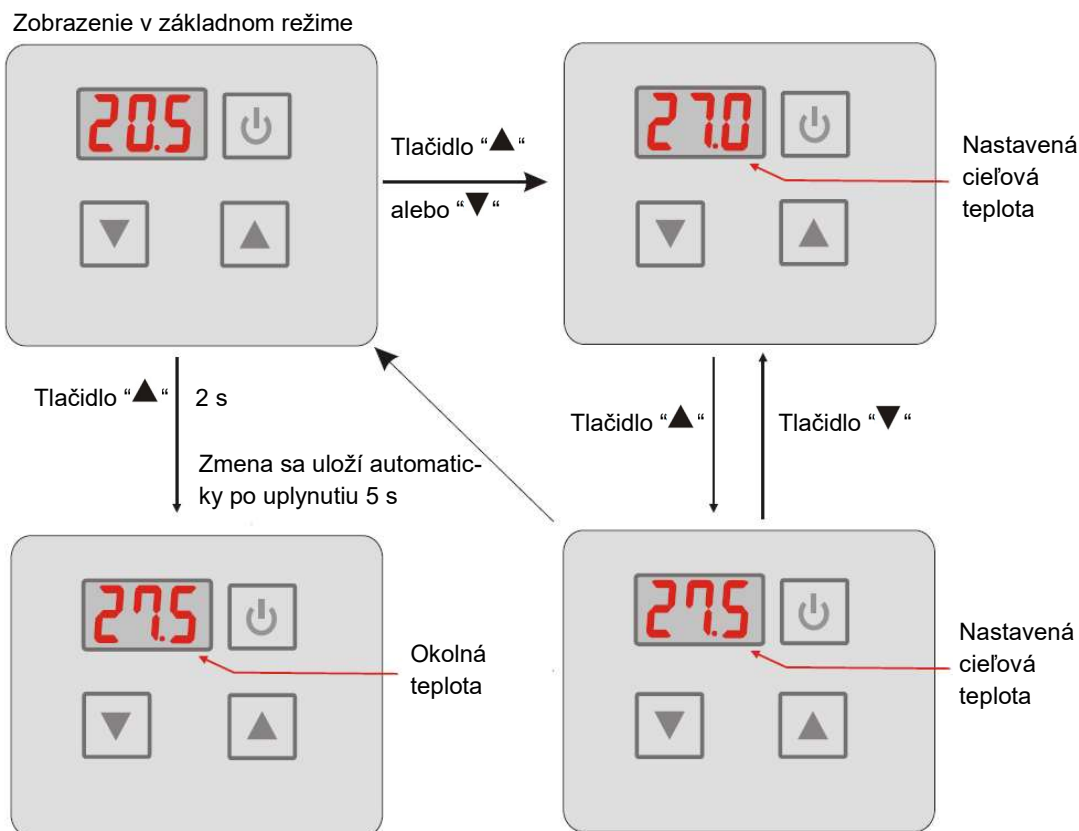 Zobrazenie v základnom režime
20.5
Tlačidlo “▲“
alebo “▼“
27.0
Nastavená
cieľová
teplota
Tlačidlo “▲“
2 s
Zmena sa uloží automatic-
ky po uplynutiu 5 s
Tlačidlo “▲“
Tlačidlo “▼“
27.5
Okolná
teplota
27.5
Nastavená
cieľová
teplota